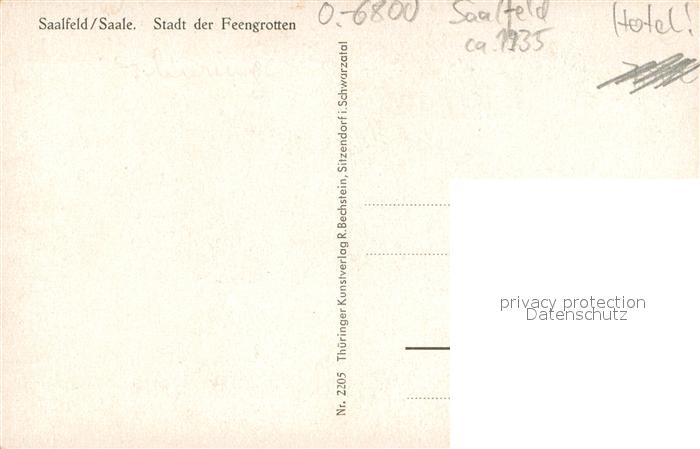 Saalfeld/Saale. Stadt der Feengrotten
O.-6800
Saalfeld
ca. 1935
Hotel!
Nr. 2205 Thüringer Kunstverlag R. Bechstein, Sitzendorf i. Schwarzatal
privacy protection
Datenschutz